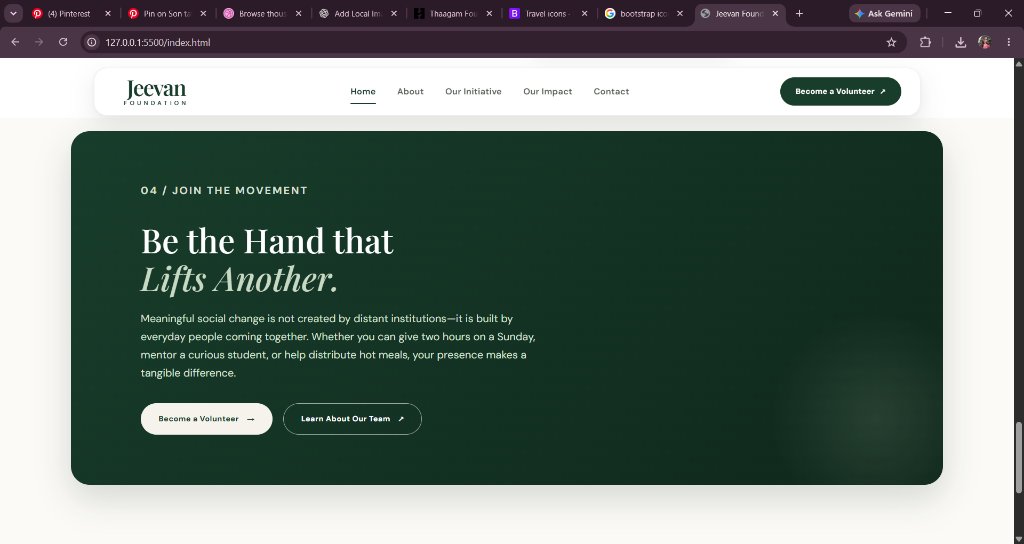 (4) Pinterest
Pin on Son ta
Browse thous
Add Local Im
Thaagam Fou
Travel icons
bootstrap ico
Jeevan Found
Ask Gemini
127.0.0.1:5500/index.html
Jeevan
FOUNDATION
Home
About
Our Initiative
Our Impact
Contact
Become a Volunteer ↗
04 / JOIN THE MOVEMENT
Be the Hand that
Lifts Another.
Meaningful social change is not created by distant institutions—it is built by
everyday people coming together. Whether you can give two hours on a Sunday,
mentor a curious student, or help distribute hot meals, your presence makes a
tangible difference.
Become a Volunteer →
Learn About Our Team ↗